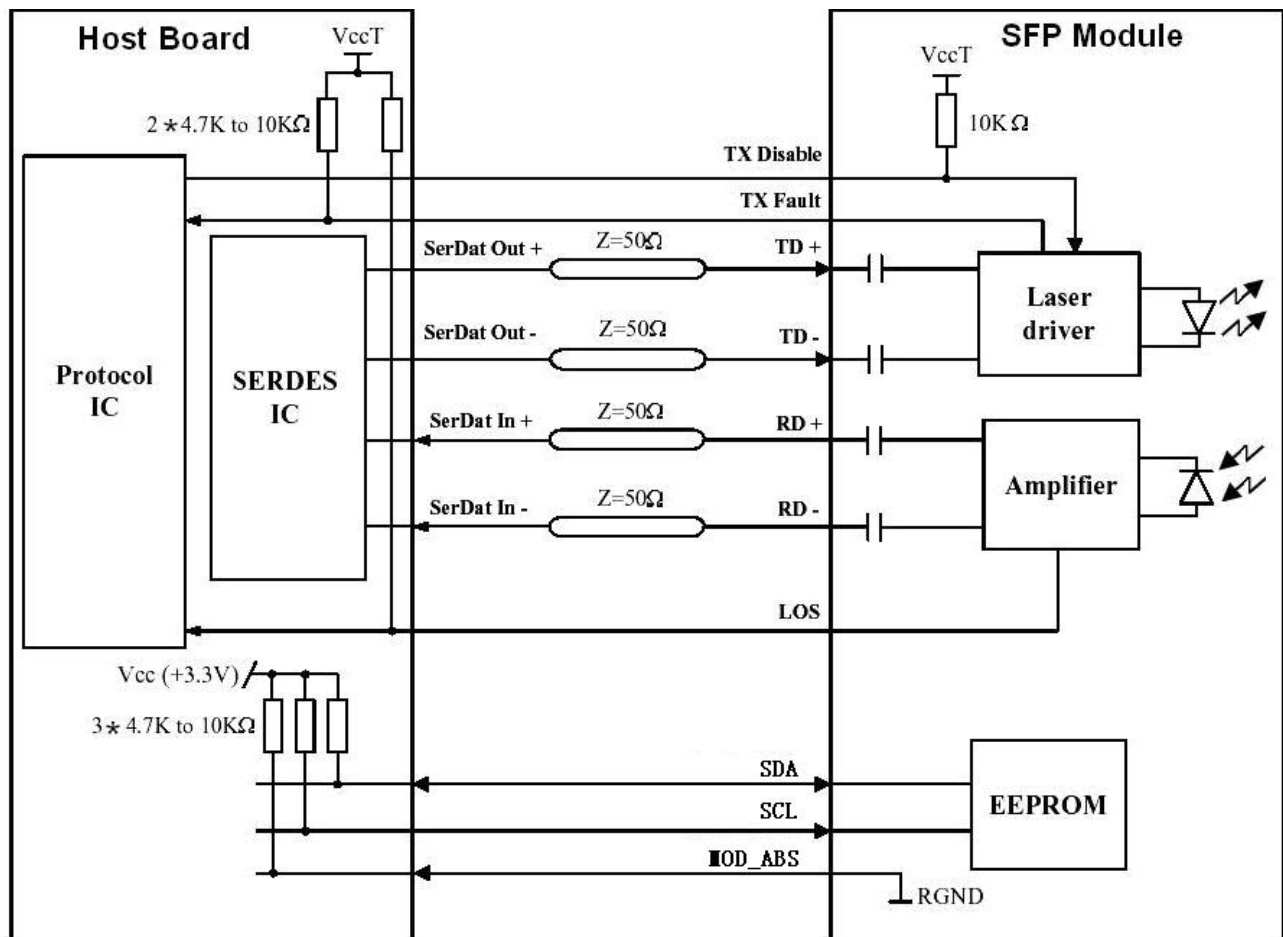 Host Board
SFP Module
VccT
VccT
2*4.7K to 10KΩ
10KΩ
TX Disable
TX Fault
SerDat Out +
Z=50Ω
TD +
Laser
driver
SerDat Out -
Z=50Ω
TD -
Protocol
IC
SERDES
IC
SerDat In +
Z=50Ω
RD +
Amplifier
SerDat In -
Z=50Ω
RD -
LOS
Vcc (+3.3V)
3*4.7K to 10KΩ
SDA
EEPROM
SCL
MOD_ABS
RGND